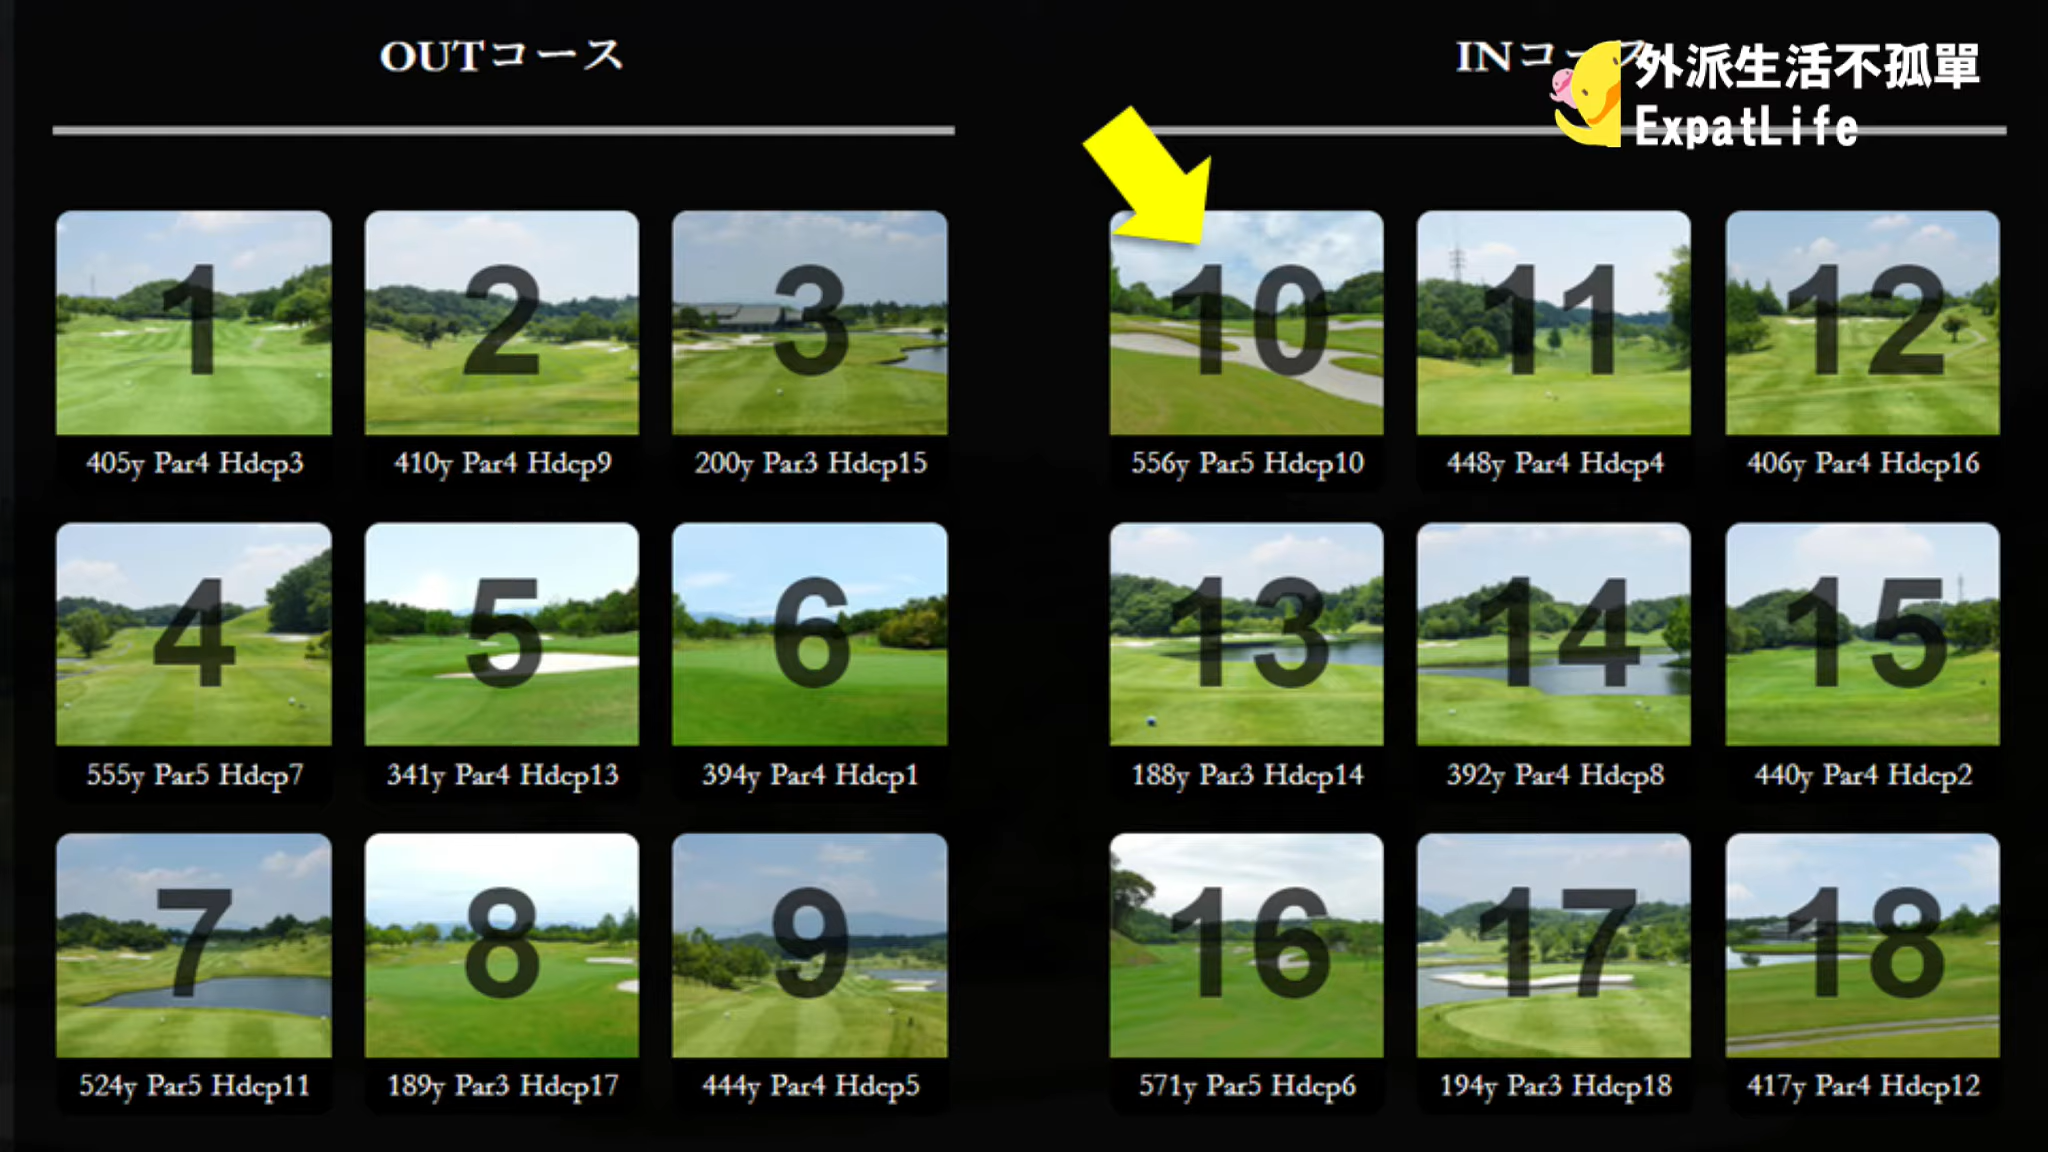 OUTコース
INコース
外派生活不孤單
ExpatLife
1
2
3
405y Par4 Hdcp3
410y Par4 Hdcp9
200y Par3 Hdcp15
4
5
6
555y Par5 Hdcp7
341y Par4 Hdcp13
394y Par4 Hdcp1
7
8
9
524y Par5 Hdcp11
189y Par3 Hdcp17
444y Par4 Hdcp5
10
11
12
556y Par5 Hdcp10
448y Par4 Hdcp4
406y Par4 Hdcp16
13
14
15
188y Par3 Hdcp14
392y Par4 Hdcp8
440y Par4 Hdcp2
16
17
18
571y Par5 Hdcp6
194y Par3 Hdcp18
417y Par4 Hdcp12